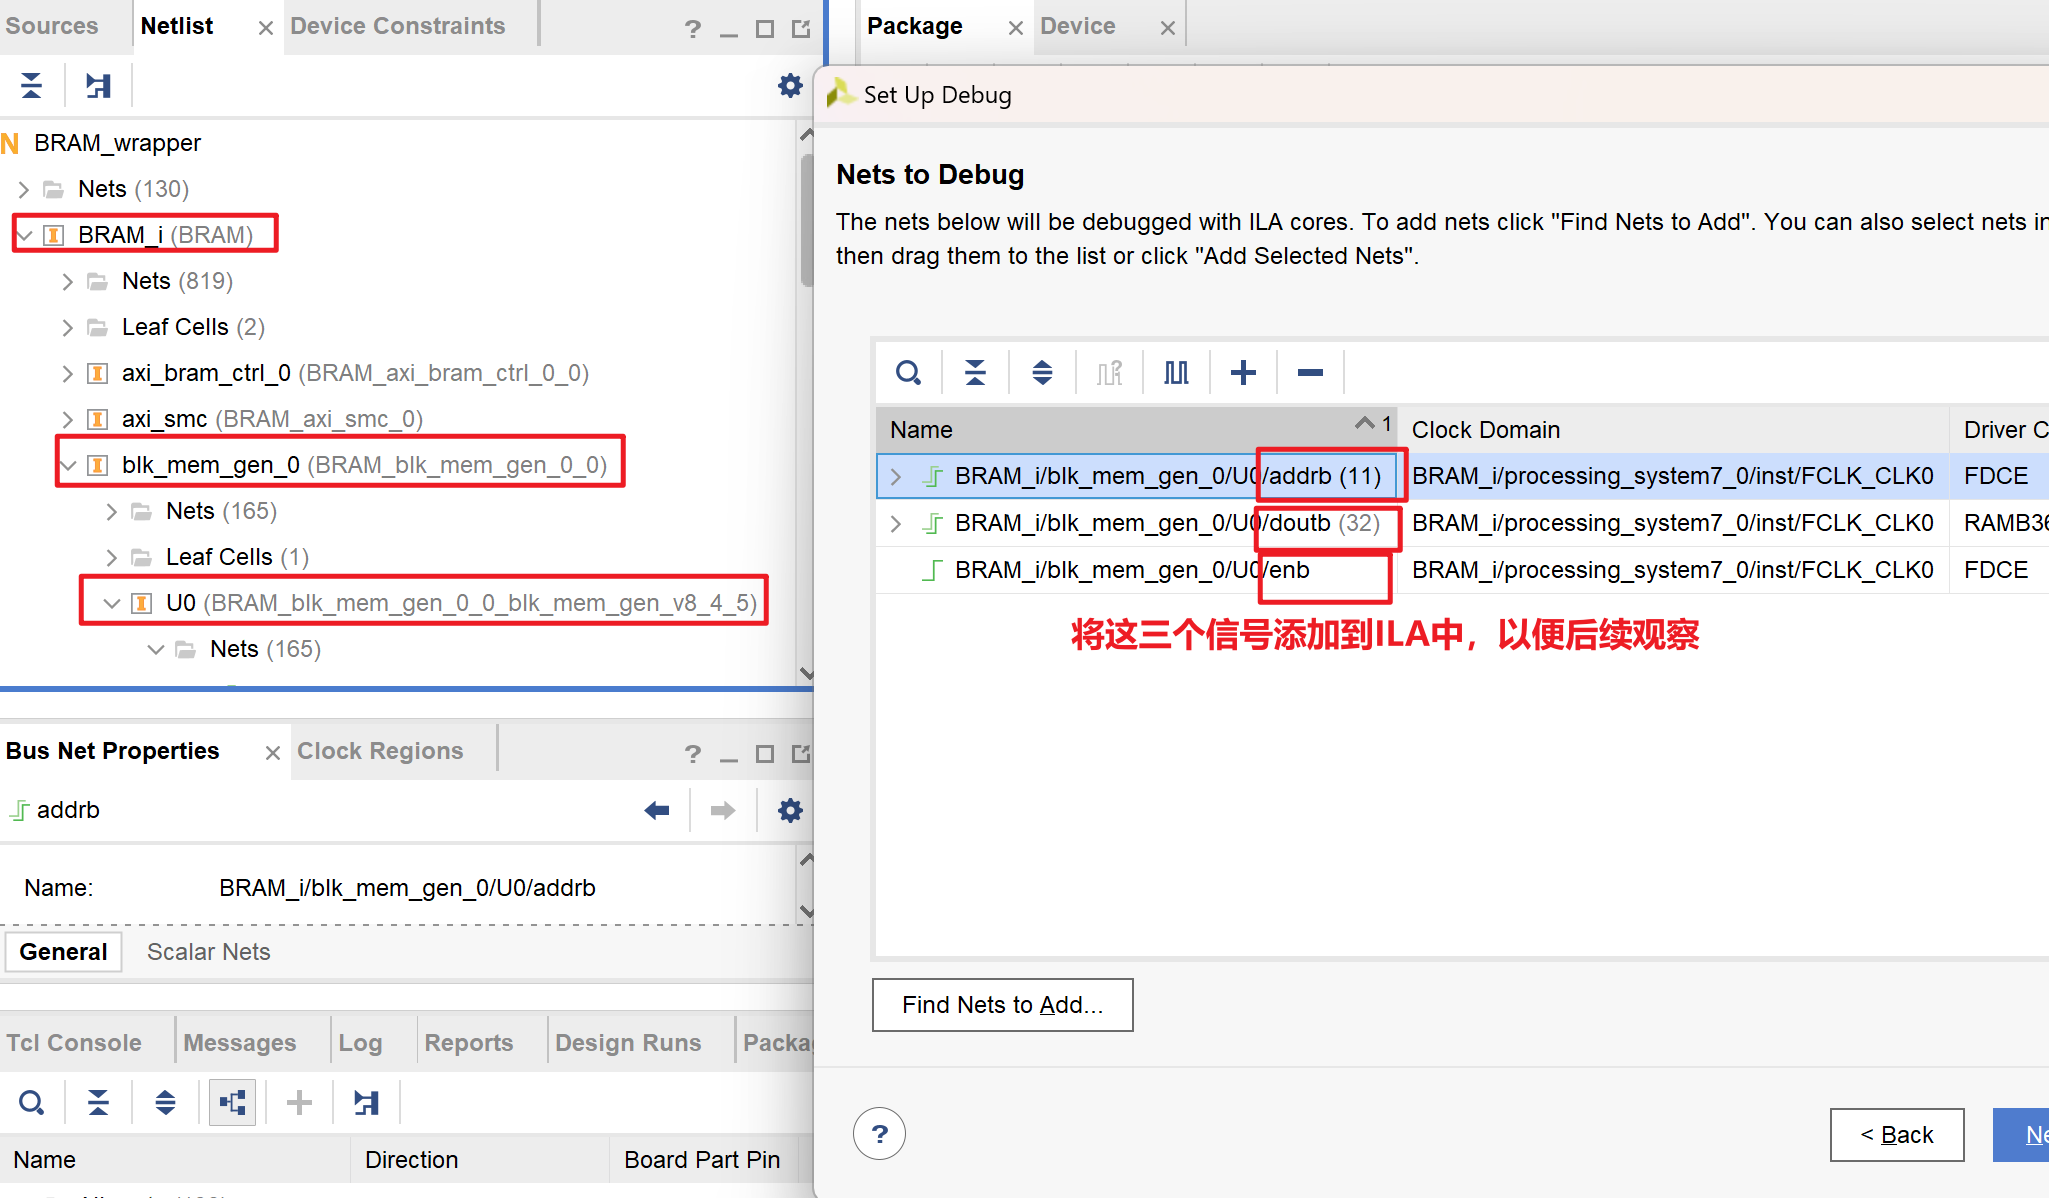 Sources
Netlist
Device Constraints
?
N BRAM_wrapper
Nets (130)
I BRAM_i (BRAM)
Nets (819)
Leaf Cells (2)
I axi_bram_ctrl_0 (BRAM_axi_bram_ctrl_0_0)
I axi_smc (BRAM_axi_smc_0)
I blk_mem_gen_0 (BRAM_blk_mem_gen_0_0)
Nets (165)
Leaf Cells (1)
I U0 (BRAM_blk_mem_gen_0_0_blk_mem_gen_v8_4_5)
Nets (165)
Bus Net Properties
Clock Regions
?
addrb
Name: BRAM_i/blk_mem_gen_0/U0/addrb
General
Scalar Nets
Tcl Console
Messages
Log
Reports
Design Runs
Packa
Name
Direction
Board Part Pin
Package
Device
Set Up Debug
Nets to Debug
The nets below will be debugged with ILA cores. To add nets click "Find Nets to Add". You can also select nets in
then drag them to the list or click "Add Selected Nets".
Name 1 Clock Domain Driver C
BRAM_i/blk_mem_gen_0/U0/addrb (11) BRAM_i/processing_system7_0/inst/FCLK_CLK0 FDCE
BRAM_i/blk_mem_gen_0/U0/doutb (32) BRAM_i/processing_system7_0/inst/FCLK_CLK0 RAMB36
BRAM_i/blk_mem_gen_0/U0/enb BRAM_i/processing_system7_0/inst/FCLK_CLK0 FDCE
将这三个信号添加到ILA中，以便后续观察
Find Nets to Add...
?
< Back
Ne